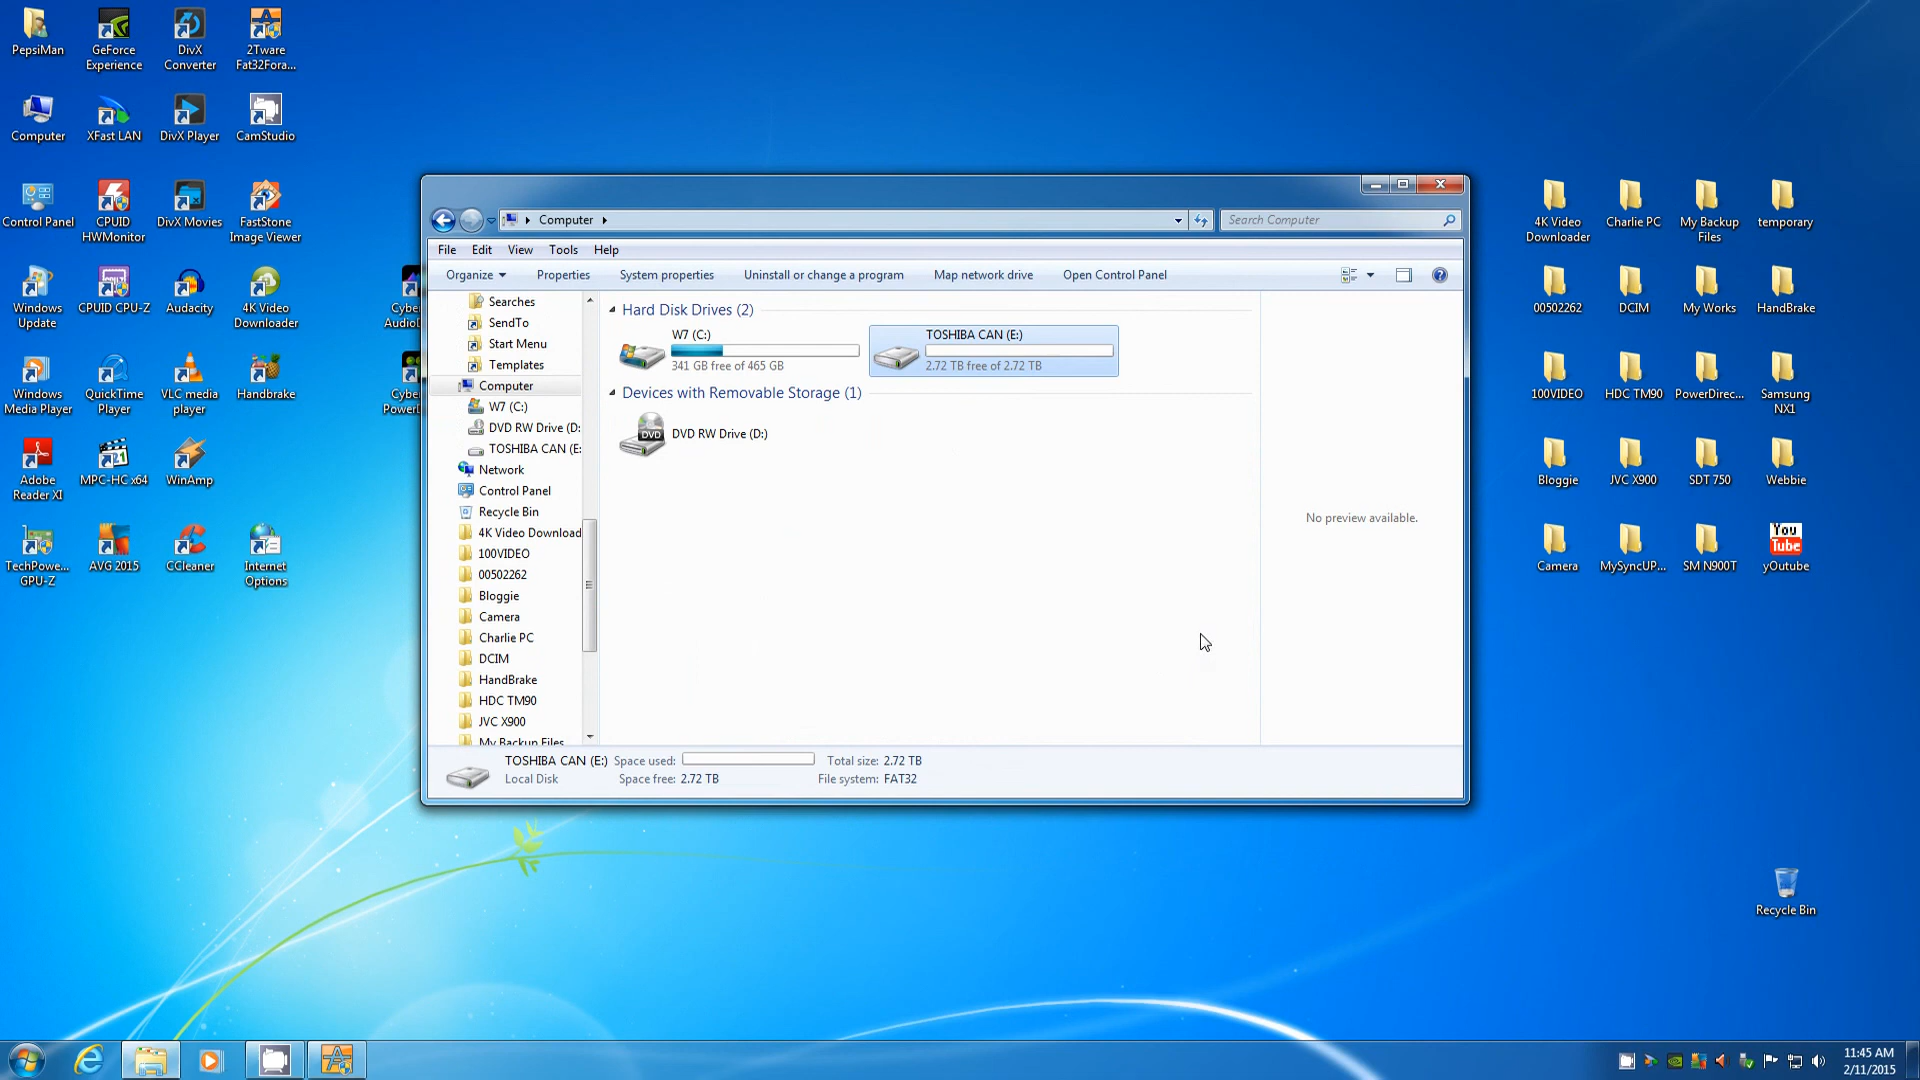 PepsiMan
GeForce
Experience
DivX
Converter
2Tware
Fat32Fora...
Computer
XFast LAN
DivX Player
CamStudio
Control Panel
CPUID
HWMonitor
DivX Movies
FastStone
Image Viewer
Windows
Update
CPUID CPU-Z
Audacity
4K Video
Downloader
Windows
Media Player
QuickTime
Player
VLC media
player
Handbrake
Adobe
Reader XI
MPC-HC x64
WinAmp
TechPowe...
GPU-Z
AVG 2015
CCleaner
Internet
Options
Cybe
Audio
Cybe
Power
Computer
Search Computer
File Edit View Tools Help
Organize Properties System properties Uninstall or change a program Map network drive Open Control Panel
Searches
SendTo
Start Menu
Templates
Computer
W7 (C:)
DVD RW Drive (D:
TOSHIBA CAN (E:
Network
Control Panel
Recycle Bin
4K Video Download
100VIDEO
00502262
Bloggie
Camera
Charlie PC
DCIM
HandBrake
HDC TM90
JVC X900
My Backup Files
Hard Disk Drives (2)
W7 (C:)
341 GB free of 465 GB
TOSHIBA CAN (E:)
2.72 TB free of 2.72 TB
Devices with Removable Storage (1)
DVD
DVD RW Drive (D:)
No preview available.
TOSHIBA CAN (E:) Space used: Total size: 2.72 TB
Local Disk Space free: 2.72 TB File system: FAT32
4K Video
Downloader
Charlie PC
My Backup
Files
temporary
00502262
DCIM
My Works
HandBrake
100VIDEO
HDC TM90
PowerDirec...
Samsung
NX1
Bloggie
JVC X900
SDT 750
Webbie
Camera
MySyncUP...
SM N900T
You
Tube
yOutube
Recycle Bin
11:45 AM
2/11/2015